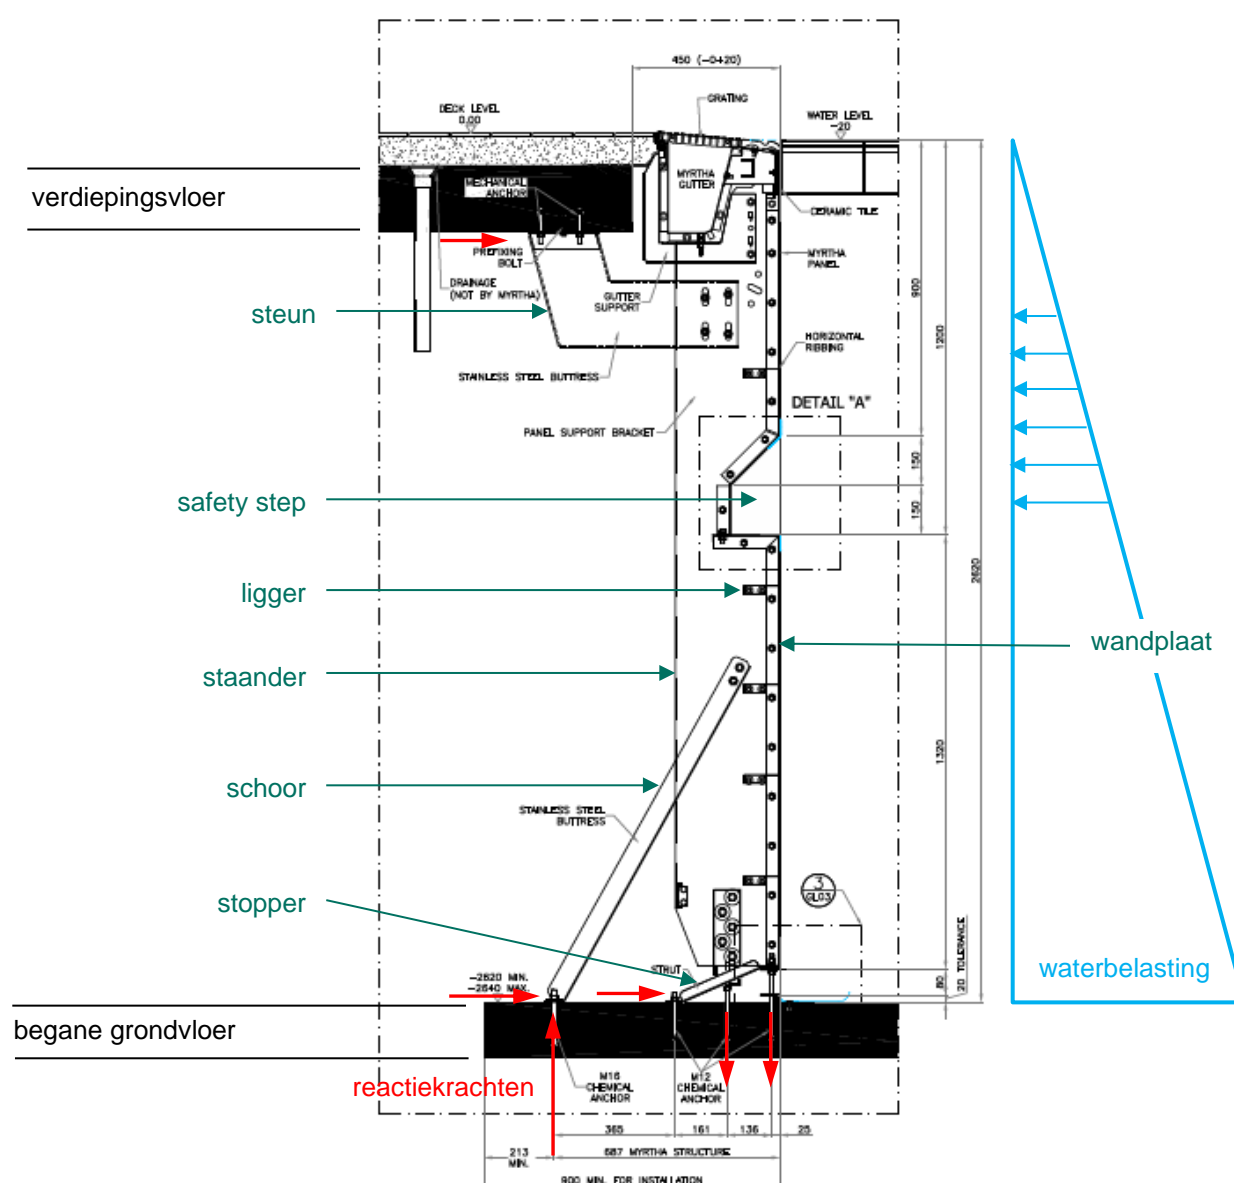 450 (-0+20)
GRATING
DECK LEVEL
0.00
WATER LEVEL
-20
verdiepingsvloer
MECHANICAL
ANCHOR
MYRTHA
GUTTER
CERAMIC TILE
PREFIXING
BOLT
MYRTHA
PANEL
DRAINAGE
(NOT BY MYRTHA)
GUTTER
SUPPORT
900
1200
steun
HORIZONTAL
RIBBING
STAINLESS STEEL BUTTRESS
DETAIL "A"
PANEL SUPPORT BRACKET
150
safety step
150
2620
ligger
wandplaat
staander
1320
schoor
STAINLESS STEEL
BUTTRESS
3
GL03
stopper
STRUT
20 TOLERANCE
80
waterbelasting
-2620 MIN.
-2640 MAX.
begane grondvloer
reactiekrachten
M16
CHEMICAL
ANCHOR
M12
CHEMICAL
ANCHOR
365
161
136
25
213
MIN.
687 MYRTHA STRUCTURE
900 MIN. FOR INSTALLATION